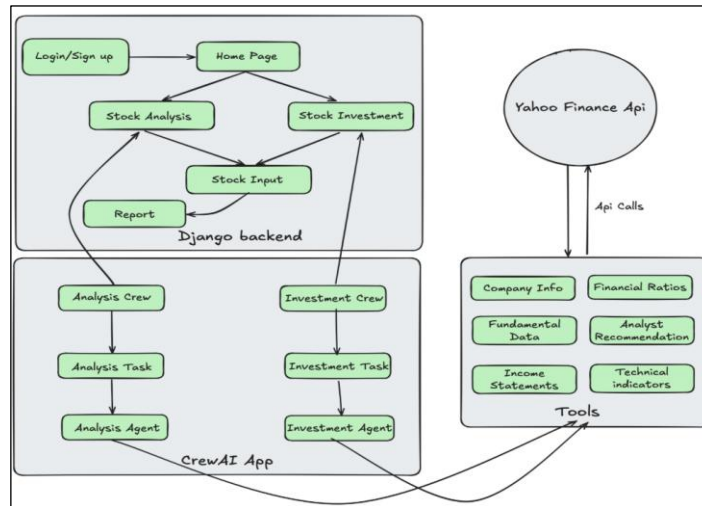 Login/Sign up
Home Page
Stock Analysis
Stock Investment
Stock Input
Report
Django backend
Yahoo Finance Api
Api Calls
Analysis Crew
Investment Crew
Analysis Task
Investment Task
Analysis Agent
Investment Agent
CrewAI App
Company Info
Financial Ratios
Fundamental
Data
Analyst
Recommendation
Income
Statements
Technical
indicators
Tools